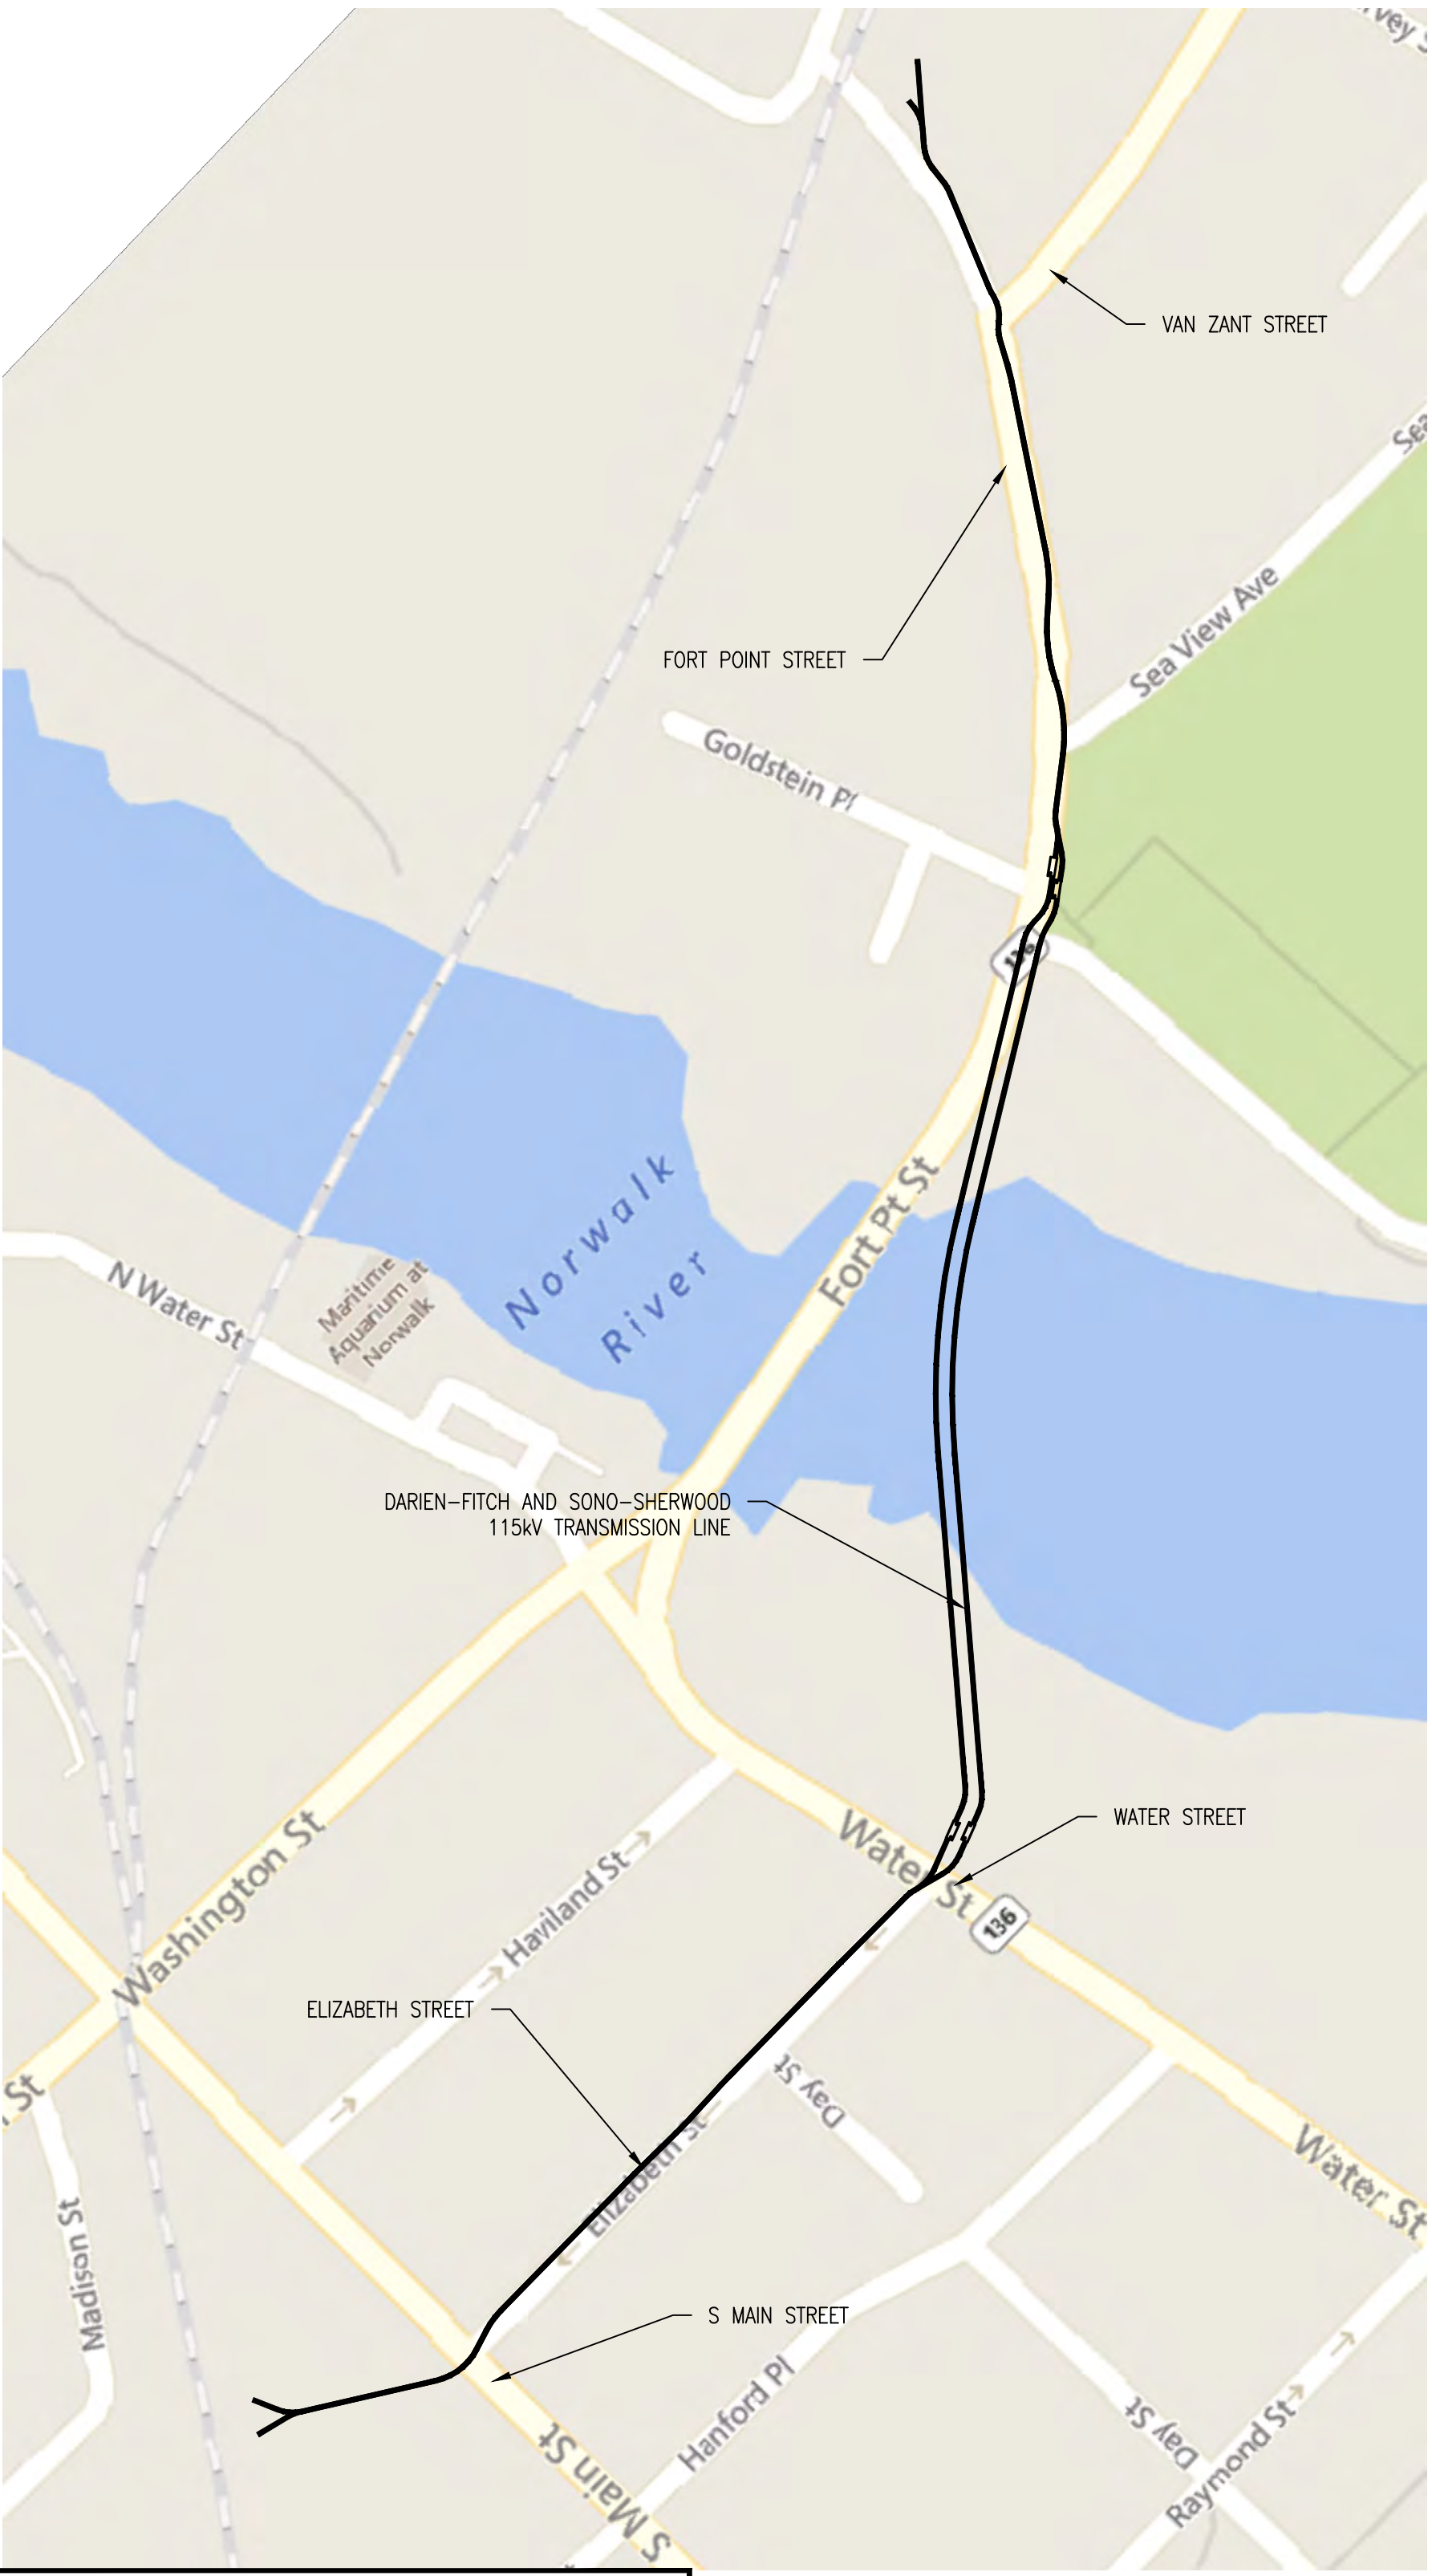 VAN ZANT STREET
Sea View Ave
FORT POINT STREET
Goldstein Pl
136
Fort Pt St
Norwalk
River
N Water St
Maritime
Aquarium at
Norwalk
DARIEN-FITCH AND SONO-SHERWOOD
115kV TRANSMISSION LINE
WATER STREET
Water St
136
Washington St
Haviland St
ELIZABETH STREET
Day St
Elizabeth St
Water St
St
Madison St
S MAIN STREET
Hanford Pl
Day St
Raymond St
S Main St